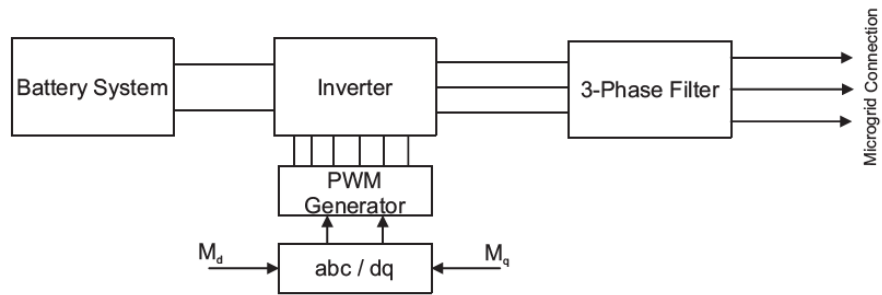 Battery System
Inverter
3-Phase Filter
Microgrid Connection
PWM
Generator
Md
abc / dq
Mq